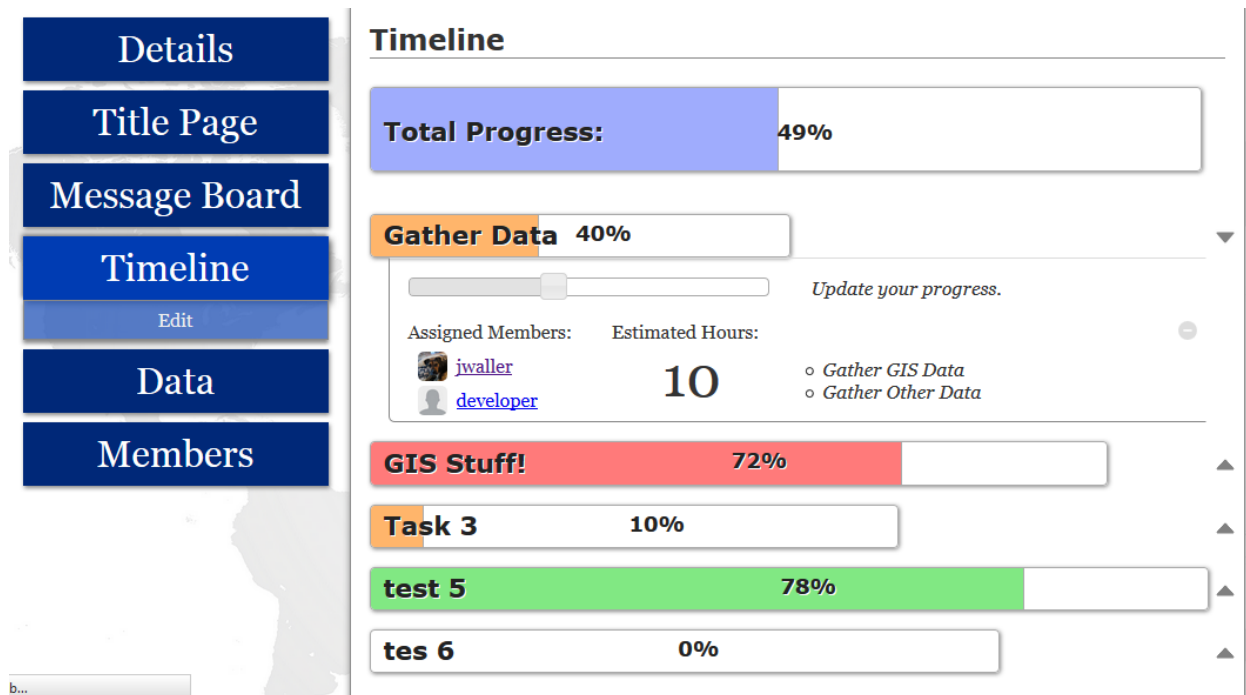 Details
Title Page
Message Board
Timeline
Edit
Data
Members
Timeline
Total Progress: 49%
Gather Data 40%
Update your progress.
Assigned Members: Estimated Hours:
jwaller
developer
10
Gather GIS Data
Gather Other Data
GIS Stuff! 72%
Task 3 10%
test 5 78%
tes 6 0%
b...